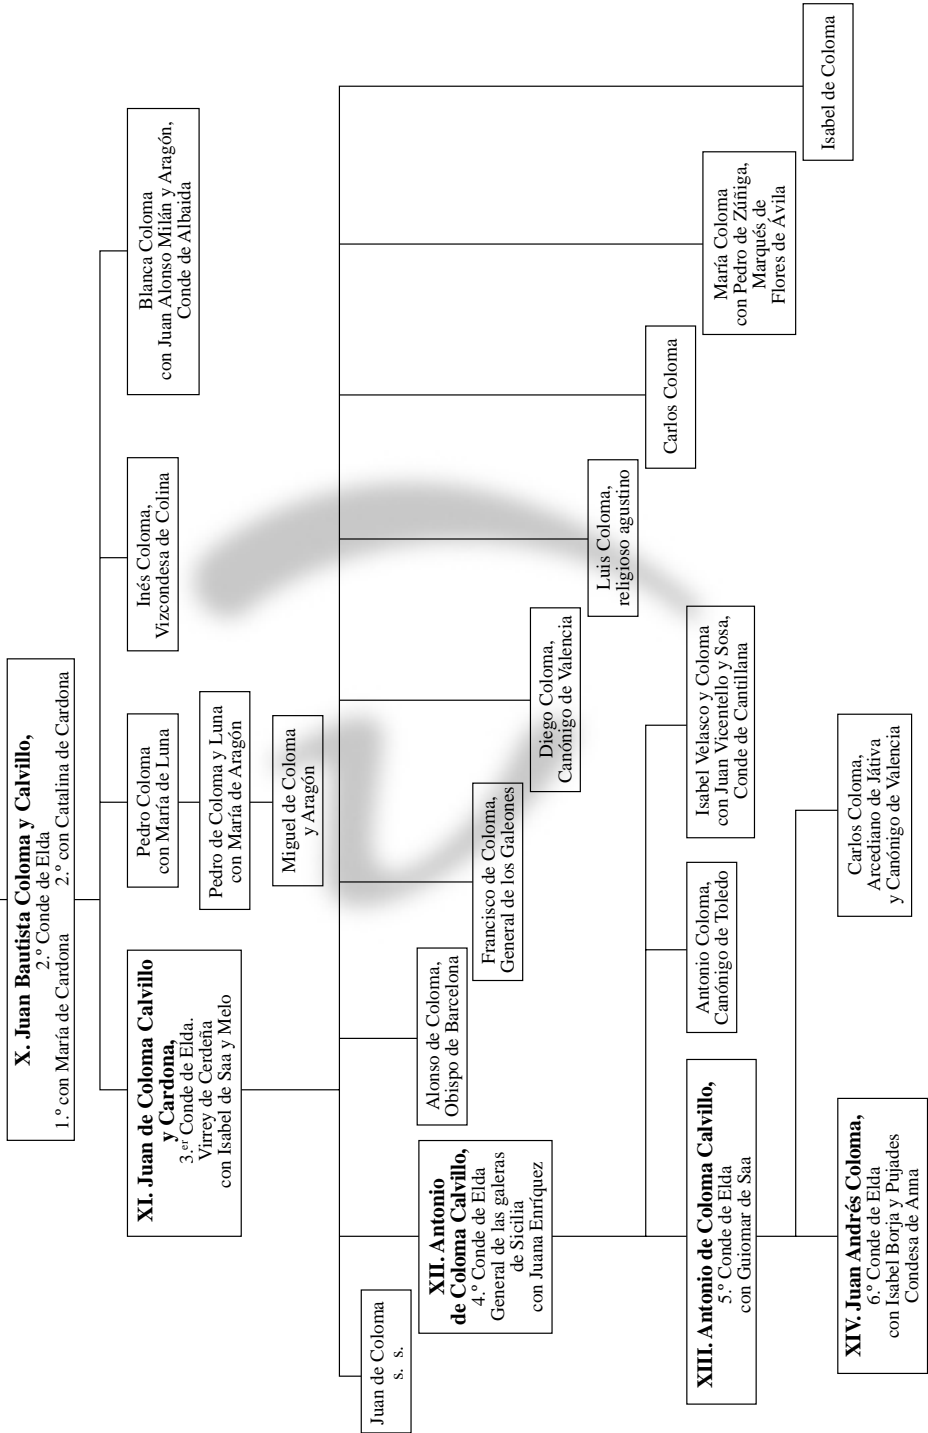 X. Juan Bautista Coloma y Calvillo,
2.º Conde de Elda
1.º con María de Cardona 2.º con Catalina de Cardona
XI. Juan de Coloma Calvillo
y Cardona,
3.er Conde de Elda.
Virrey de Cerdeña
con Isabel de Saa y Melo
Pedro Coloma
con María de Luna
Inés Coloma,
Vizcondesa de Colina
Blanca Coloma
con Juan Alonso Milán y Aragón,
Conde de Albaida
Pedro de Coloma y Luna
con María de Aragón
Miguel de Coloma
y Aragón
Juan de Coloma
s. s.
XII. Antonio
de Coloma Calvillo,
4.º Conde de Elda
General de las galeras
de Sicilia
con Juana Enríquez
Alonso de Coloma,
Obispo de Barcelona
Francisco de Coloma,
General de los Galeones
Diego Coloma,
Canónigo de Valencia
Luis Coloma,
religioso agustino
Carlos Coloma
María Coloma
con Pedro de Zúñiga,
Marqués de
Flores de Ávila
Isabel de Coloma
XIII. Antonio de Coloma Calvillo,
5.º Conde de Elda
con Guiomar de Saa
Antonio Coloma,
Canónigo de Toledo
Isabel Velasco y Coloma
con Juan Vicentello y Sosa,
Conde de Cantillana
XIV. Juan Andrés Coloma,
6.º Conde de Elda
con Isabel Borja y Pujades
Condesa de Anna
Carlos Coloma,
Arcediano de Játiva
y Canónigo de Valencia